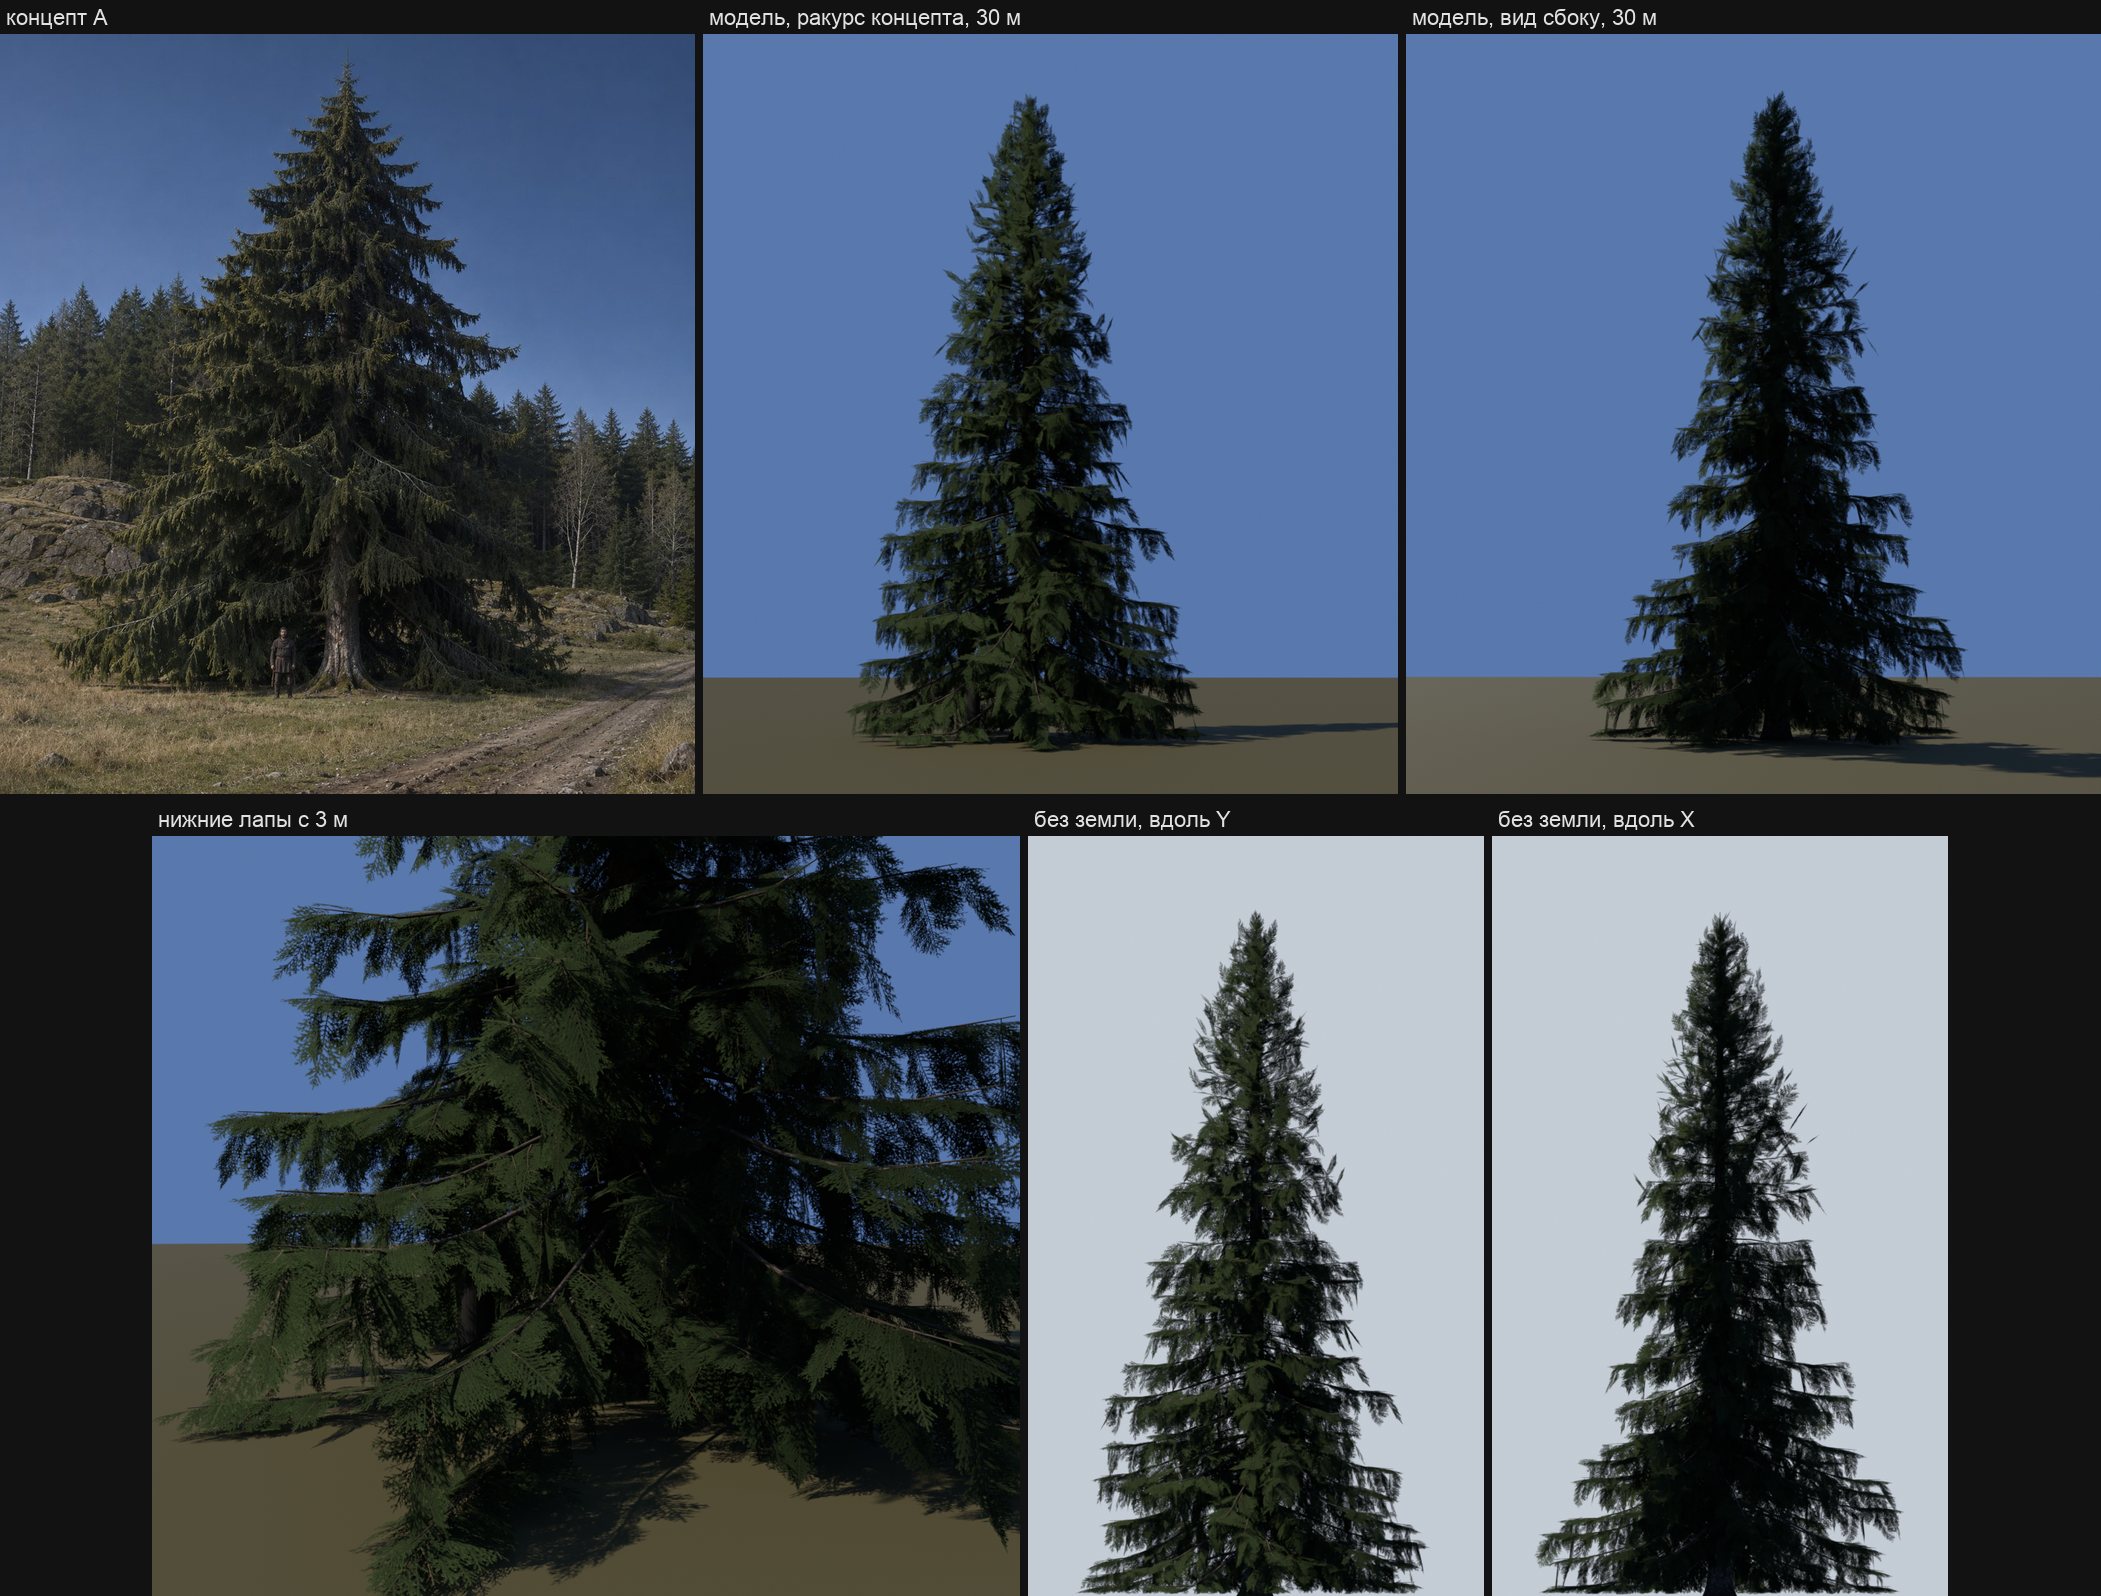 концепт A
модель, ракурс концепта, 30 м
модель, вид сбоку, 30 м
нижние лапы с 3 м
без земли, вдоль Y
без земли, вдоль X